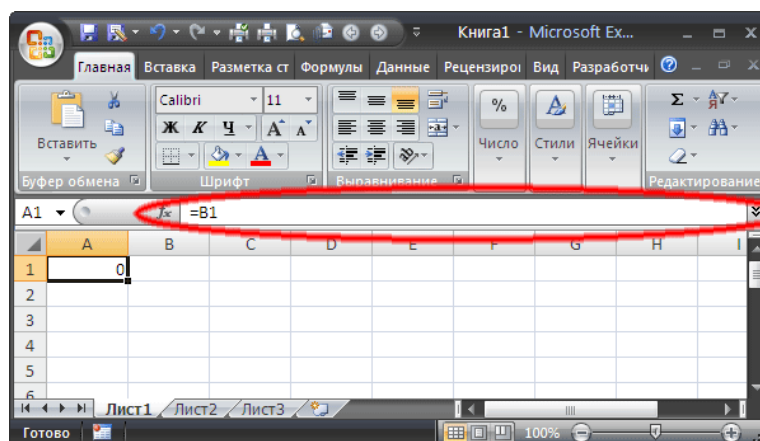 Книга1 - Microsoft Ex...
Главная Вставка Разметка ст Формулы Данные Рецензиро Вид Разработчи
Calibri 11
Вставить Ж К Ч А А % Число Стили Ячейки Σ
Буфер обмена Шрифт Выравнивание Редактирование
A1 fx =B1
A B C D E F G H I
1 0
2
3
4
5
6
Лист1 Лист2 Лист3
Готово 100%